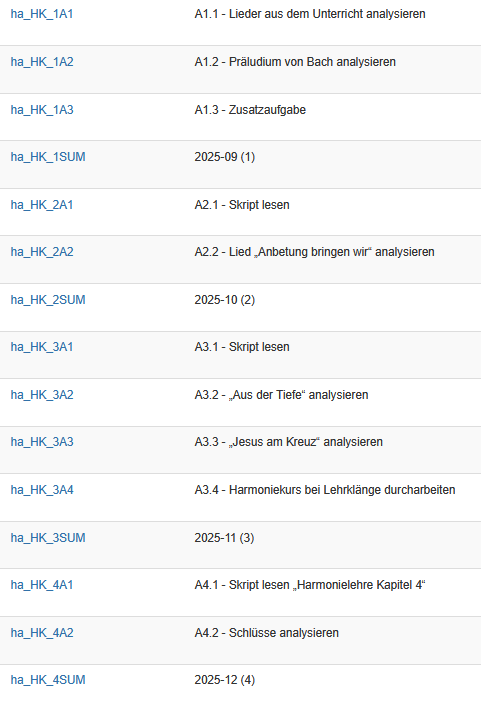 ha_HK_1A1 A1.1 - Lieder aus dem Unterricht analysieren
ha_HK_1A2 A1.2 - Präludium von Bach analysieren
ha_HK_1A3 A1.3 - Zusatzaufgabe
ha_HK_1SUM 2025-09 (1)
ha_HK_2A1 A2.1 - Skript lesen
ha_HK_2A2 A2.2 - Lied „Anbetung bringen wir“ analysieren
ha_HK_2SUM 2025-10 (2)
ha_HK_3A1 A3.1 - Skript lesen
ha_HK_3A2 A3.2 - „Aus der Tiefe“ analysieren
ha_HK_3A3 A3.3 - „Jesus am Kreuz“ analysieren
ha_HK_3A4 A3.4 - Harmoniekurs bei Lehrklänge durcharbeiten
ha_HK_3SUM 2025-11 (3)
ha_HK_4A1 A4.1 - Skript lesen „Harmonielehre Kapitel 4“
ha_HK_4A2 A4.2 - Schlüsse analysieren
ha_HK_4SUM 2025-12 (4)